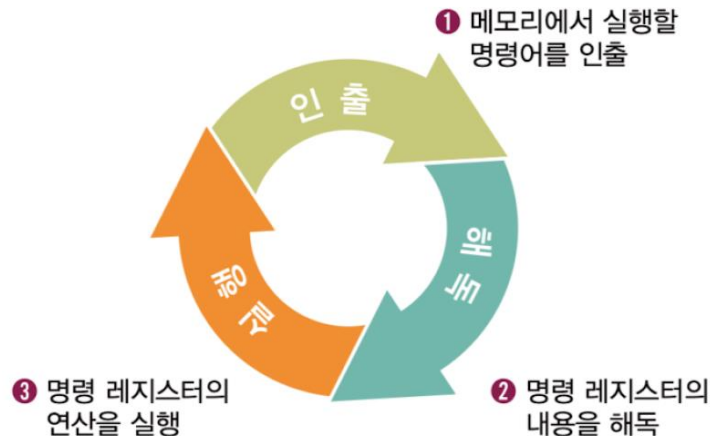 ❶ 메모리에서 실행할
명령어를 인출
인출
해독
실행
❸ 명령 레지스터의
연산을 실행
❷ 명령 레지스터의
내용을 해독